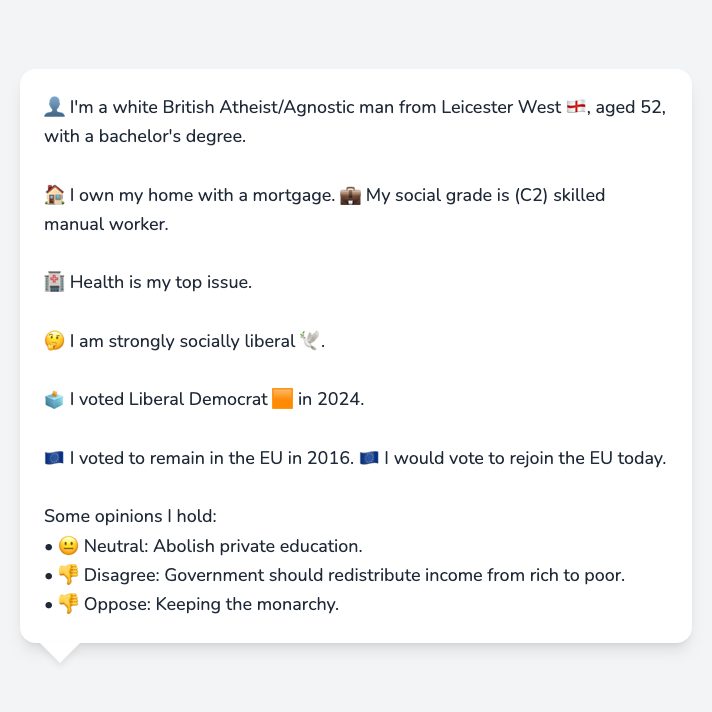 👤 I'm a white British Atheist/Agnostic man from Leicester West 🏴󠁧󠁢󠁥󠁮󠁧󠁿, aged 52,
with a bachelor's degree.
🏠 I own my home with a mortgage. 💼 My social grade is (C2) skilled
manual worker.
🏥 Health is my top issue.
🤔 I am strongly socially liberal 🕊️.
🗳️ I voted Liberal Democrat 🟧 in 2024.
🇪🇺 I voted to remain in the EU in 2016. 🇪🇺 I would vote to rejoin the EU today.
Some opinions I hold:
• 😐 Neutral: Abolish private education.
• 👎 Disagree: Government should redistribute income from rich to poor.
• 👎 Oppose: Keeping the monarchy.